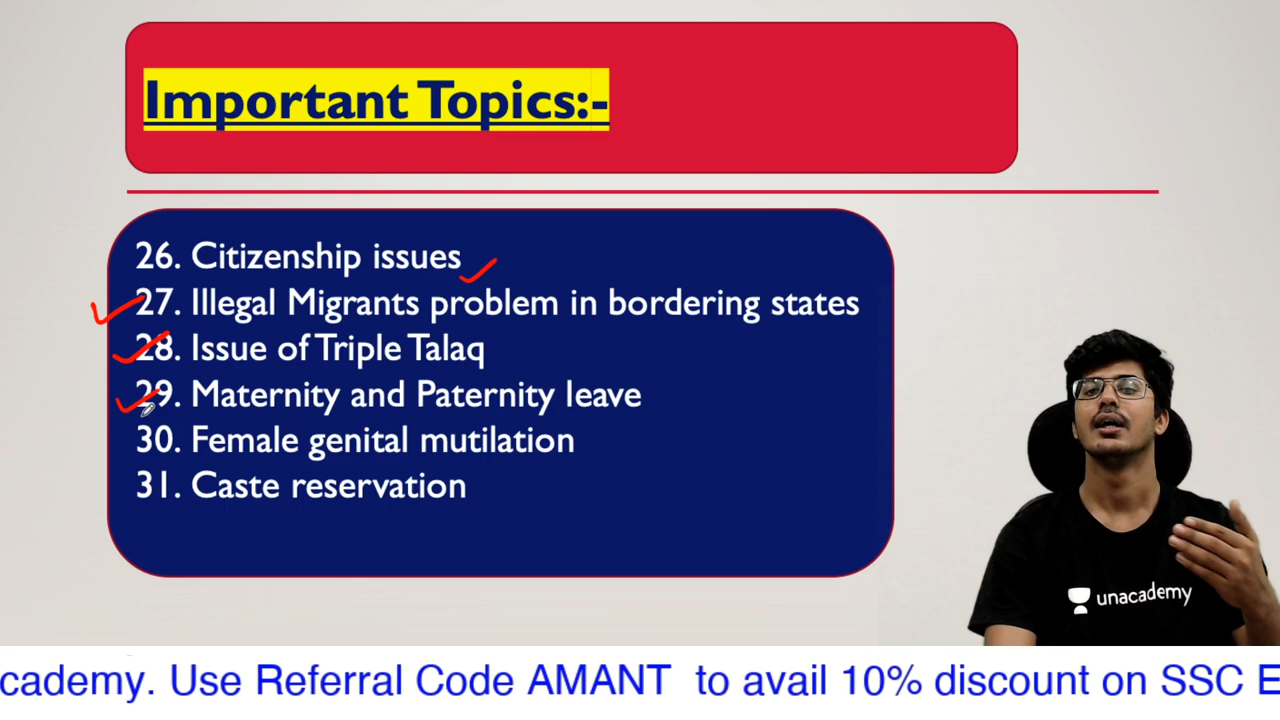 Important Topics:-
26. Citizenship issues
27. Illegal Migrants problem in bordering states
28. Issue of Triple Talaq
29. Maternity and Paternity leave
30. Female genital mutilation
31. Caste reservation
unacademy
cademy. Use Referral Code AMANT to avail 10% discount on SSC E